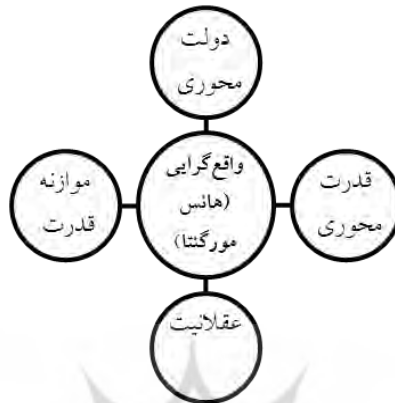 دولت
محوری
واقع‌گرایی
(هانس
مورگنتا)
قدرت
محوری
موازنه
قدرت
عقلانیت